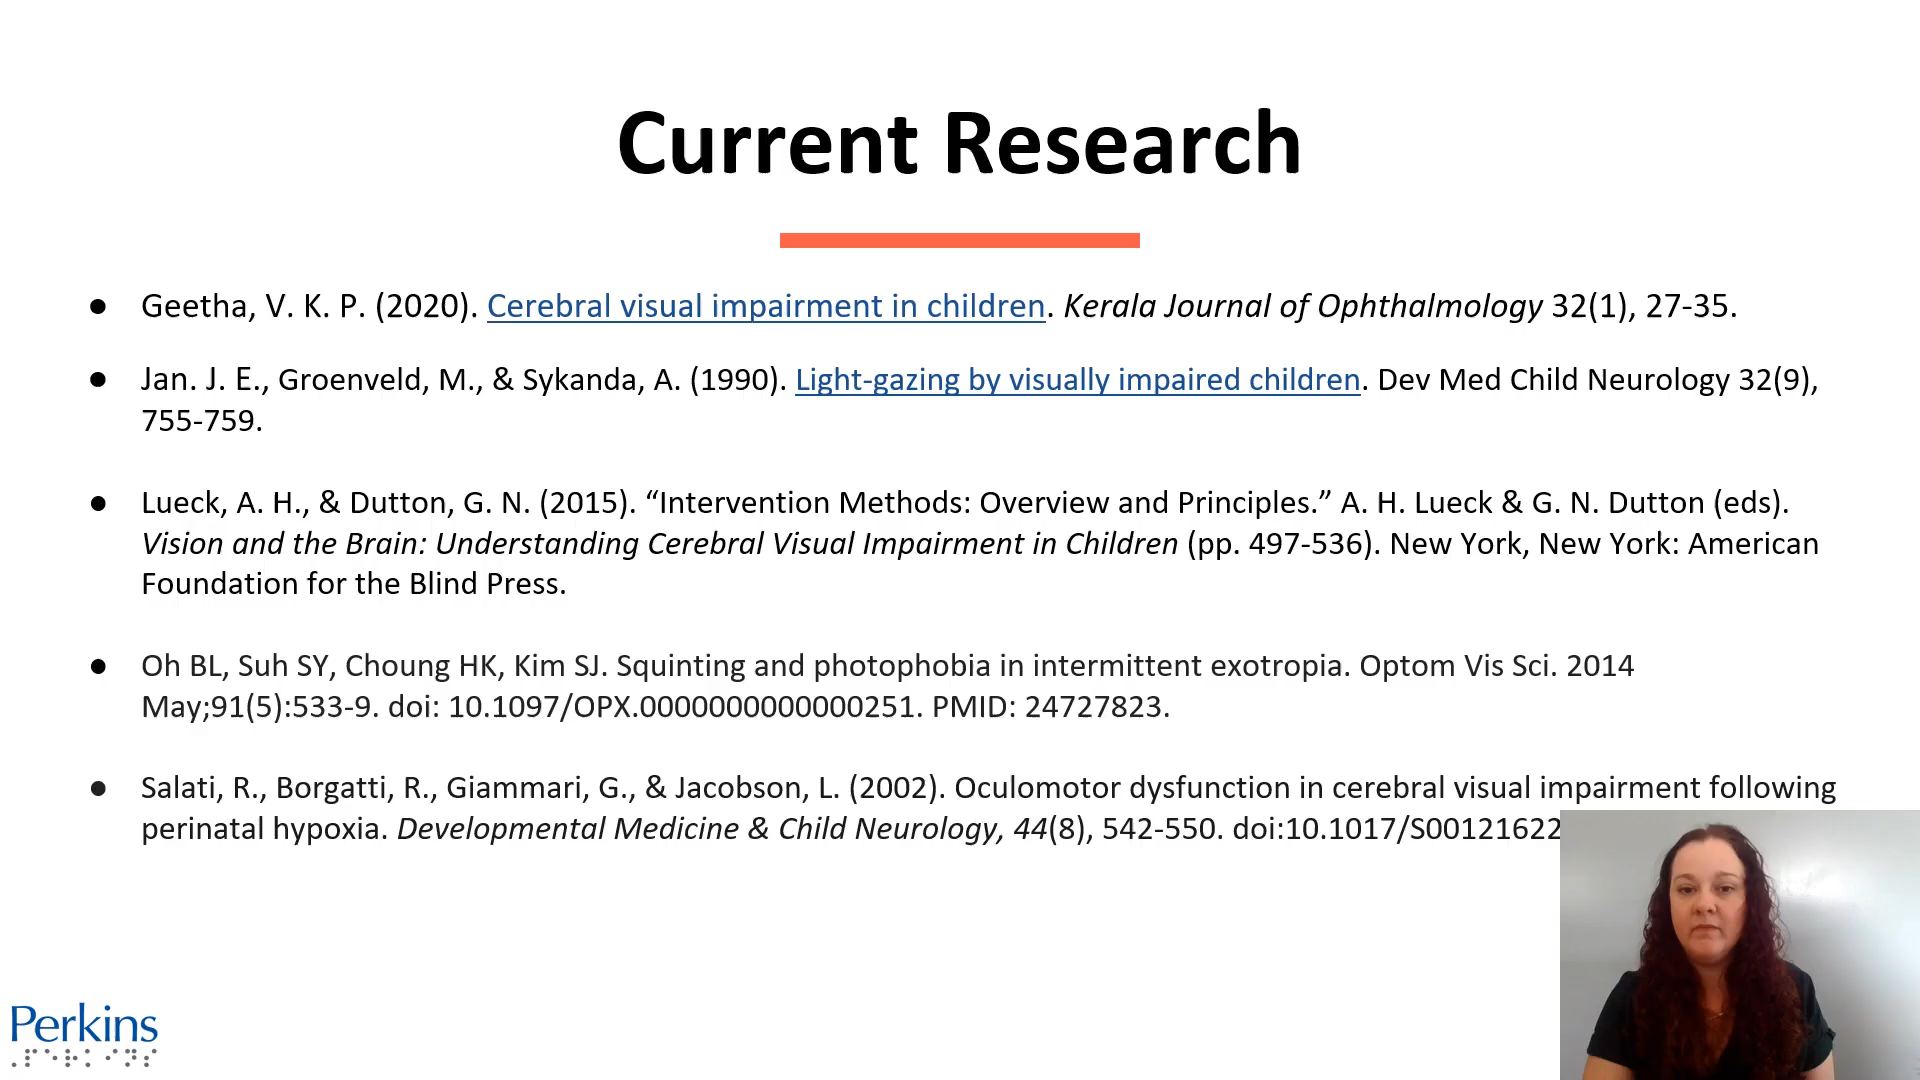 Current Research
● Geetha, V. K. P. (2020). Cerebral visual impairment in children. Kerala Journal of Ophthalmology 32(1), 27-35.
● Jan. J. E., Groenveld, M., & Sykanda, A. (1990). Light-gazing by visually impaired children. Dev Med Child Neurology 32(9),
755-759.
● Lueck, A. H., & Dutton, G. N. (2015). “Intervention Methods: Overview and Principles.” A. H. Lueck & G. N. Dutton (eds).
Vision and the Brain: Understanding Cerebral Visual Impairment in Children (pp. 497-536). New York, New York: American
Foundation for the Blind Press.
● Oh BL, Suh SY, Choung HK, Kim SJ. Squinting and photophobia in intermittent exotropia. Optom Vis Sci. 2014
May;91(5):533-9. doi: 10.1097/OPX.0000000000000251. PMID: 24727823.
● Salati, R., Borgatti, R., Giammari, G., & Jacobson, L. (2002). Oculomotor dysfunction in cerebral visual impairment following
perinatal hypoxia. Developmental Medicine & Child Neurology, 44(8), 542-550. doi:10.1017/S00121622
Perkins
⠠⠏⠑⠗⠅⠊⠝⠎